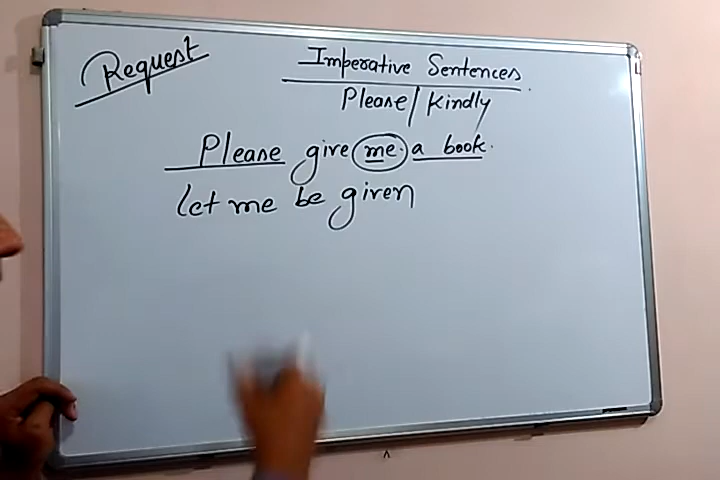 Request
Imperative Sentences
Please/Kindly
Please give me a book.
Let me be given